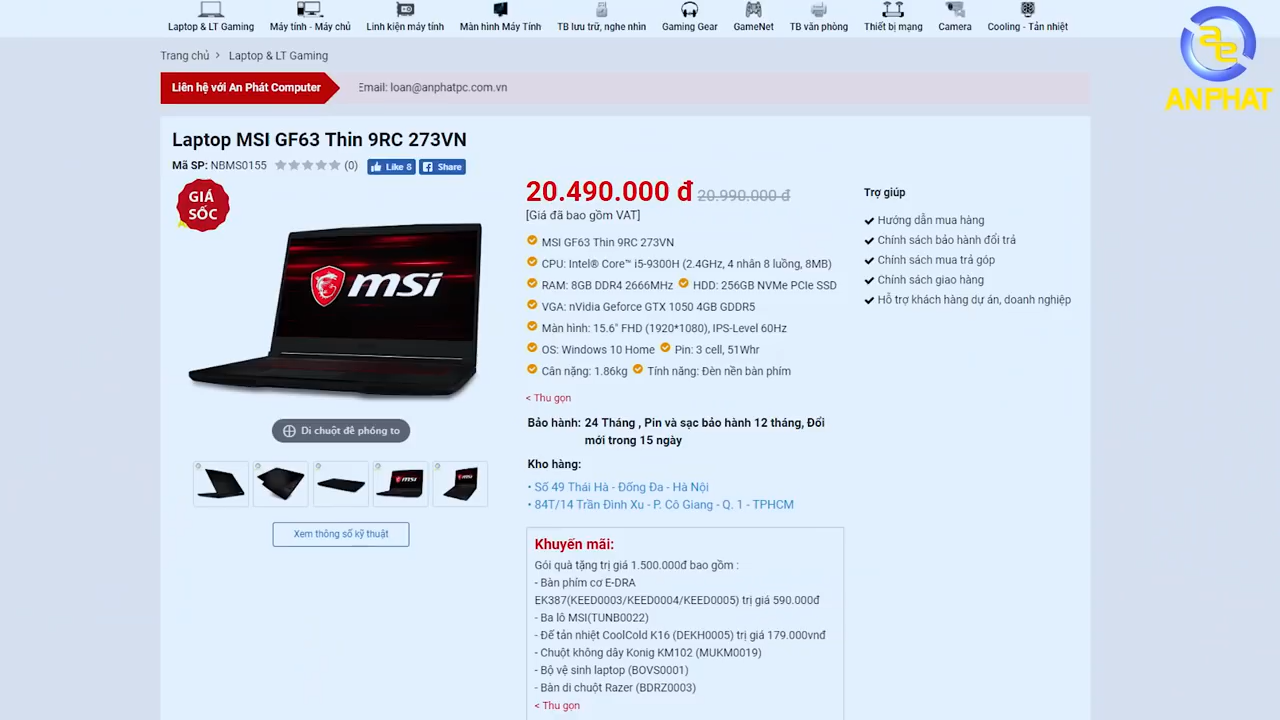 Laptop & LT Gaming
Máy tính - Máy chủ
Linh kiện máy tính
Màn hình Máy Tính
TB lưu trữ, nghe nhìn
Gaming Gear
GameNet
TB văn phòng
Thiết bị mạng
Camera
Cooling - Tản nhiệt
ANPHAT
Trang chủ > Laptop & LT Gaming
Liên hệ với An Phát Computer
Email: loan@anphatpc.com.vn
Laptop MSI GF63 Thin 9RC 273VN
Mã SP: NBMS0155 (0) Like 8 Share
GIÁ
SỐC
msi
Di chuột để phóng to
msi
msi
Xem thông số kỹ thuật
20.490.000 đ 20.990.000 đ
[Giá đã bao gồm VAT]
MSI GF63 Thin 9RC 273VN
CPU: Intel® Core™ i5-9300H (2.4GHz, 4 nhân 8 luồng, 8MB)
RAM: 8GB DDR4 2666MHz HDD: 256GB NVMe PCIe SSD
VGA: nVidia Geforce GTX 1050 4GB GDDR5
Màn hình: 15.6" FHD (1920*1080), IPS-Level 60Hz
OS: Windows 10 Home Pin: 3 cell, 51Whr
Cân nặng: 1.86kg Tính năng: Đèn nền bàn phím
< Thu gọn
Bảo hành: 24 Tháng , Pin và sạc bảo hành 12 tháng, Đổi
mới trong 15 ngày
Kho hàng:
• Số 49 Thái Hà - Đống Đa - Hà Nội
• 84T/14 Trần Đình Xu - P. Cô Giang - Q. 1 - TPHCM
Khuyến mãi:
Gói quà tặng trị giá 1.500.000đ bao gồm :
- Bàn phím cơ E-DRA
EK387(KEED0003/KEED0004/KEED0005) trị giá 590.000đ
- Ba lô MSI(TUNB0022)
- Đế tản nhiệt CoolCold K16 (DEKH0005) trị giá 179.000vnđ
- Chuột không dây Konig KM102 (MUKM0019)
- Bộ vệ sinh laptop (BOVS0001)
- Bàn di chuột Razer (BDRZ0003)
< Thu gọn
Trợ giúp
Hướng dẫn mua hàng
Chính sách bảo hành đổi trả
Chính sách mua trả góp
Chính sách giao hàng
Hỗ trợ khách hàng dự án, doanh nghiệp